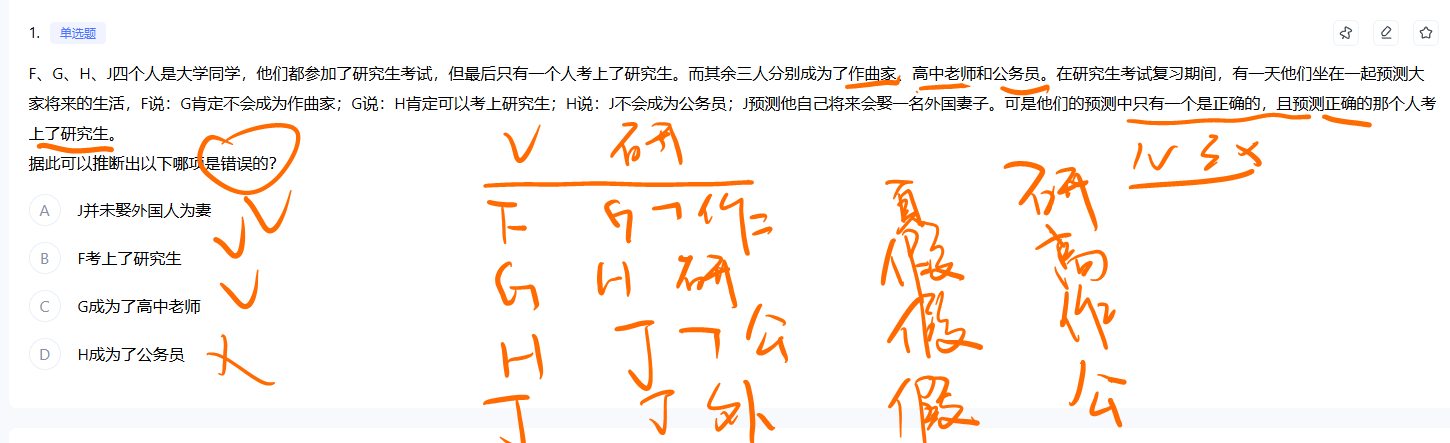 1. 单选题
F、G、H、J四个人是大学同学，他们都参加了研究生考试，但最后只有一个人考上了研究生。而其余三人分别成为了作曲家、高中老师和公务员。在研究生考试复习期间，有一天他们坐在一起预测大
家将来的生活，F说：G肯定不会成为作曲家；G说：H肯定可以考上研究生；H说：J不会成为公务员；J预测他自己将来会娶一名外国妻子。可是他们的预测中只有一个是正确的，且预测正确的那个人考
上了研究生。
据此可以推断出以下哪项是错误的?
A J并未娶外国人为妻
B F考上了研究生
C G成为了高中老师
D H成为了公务员
√ 研
1√ 3×
F G ㄱ作 真 研
G H 研 假 高
H J ㄱ公 假 作
J J 外 假 公